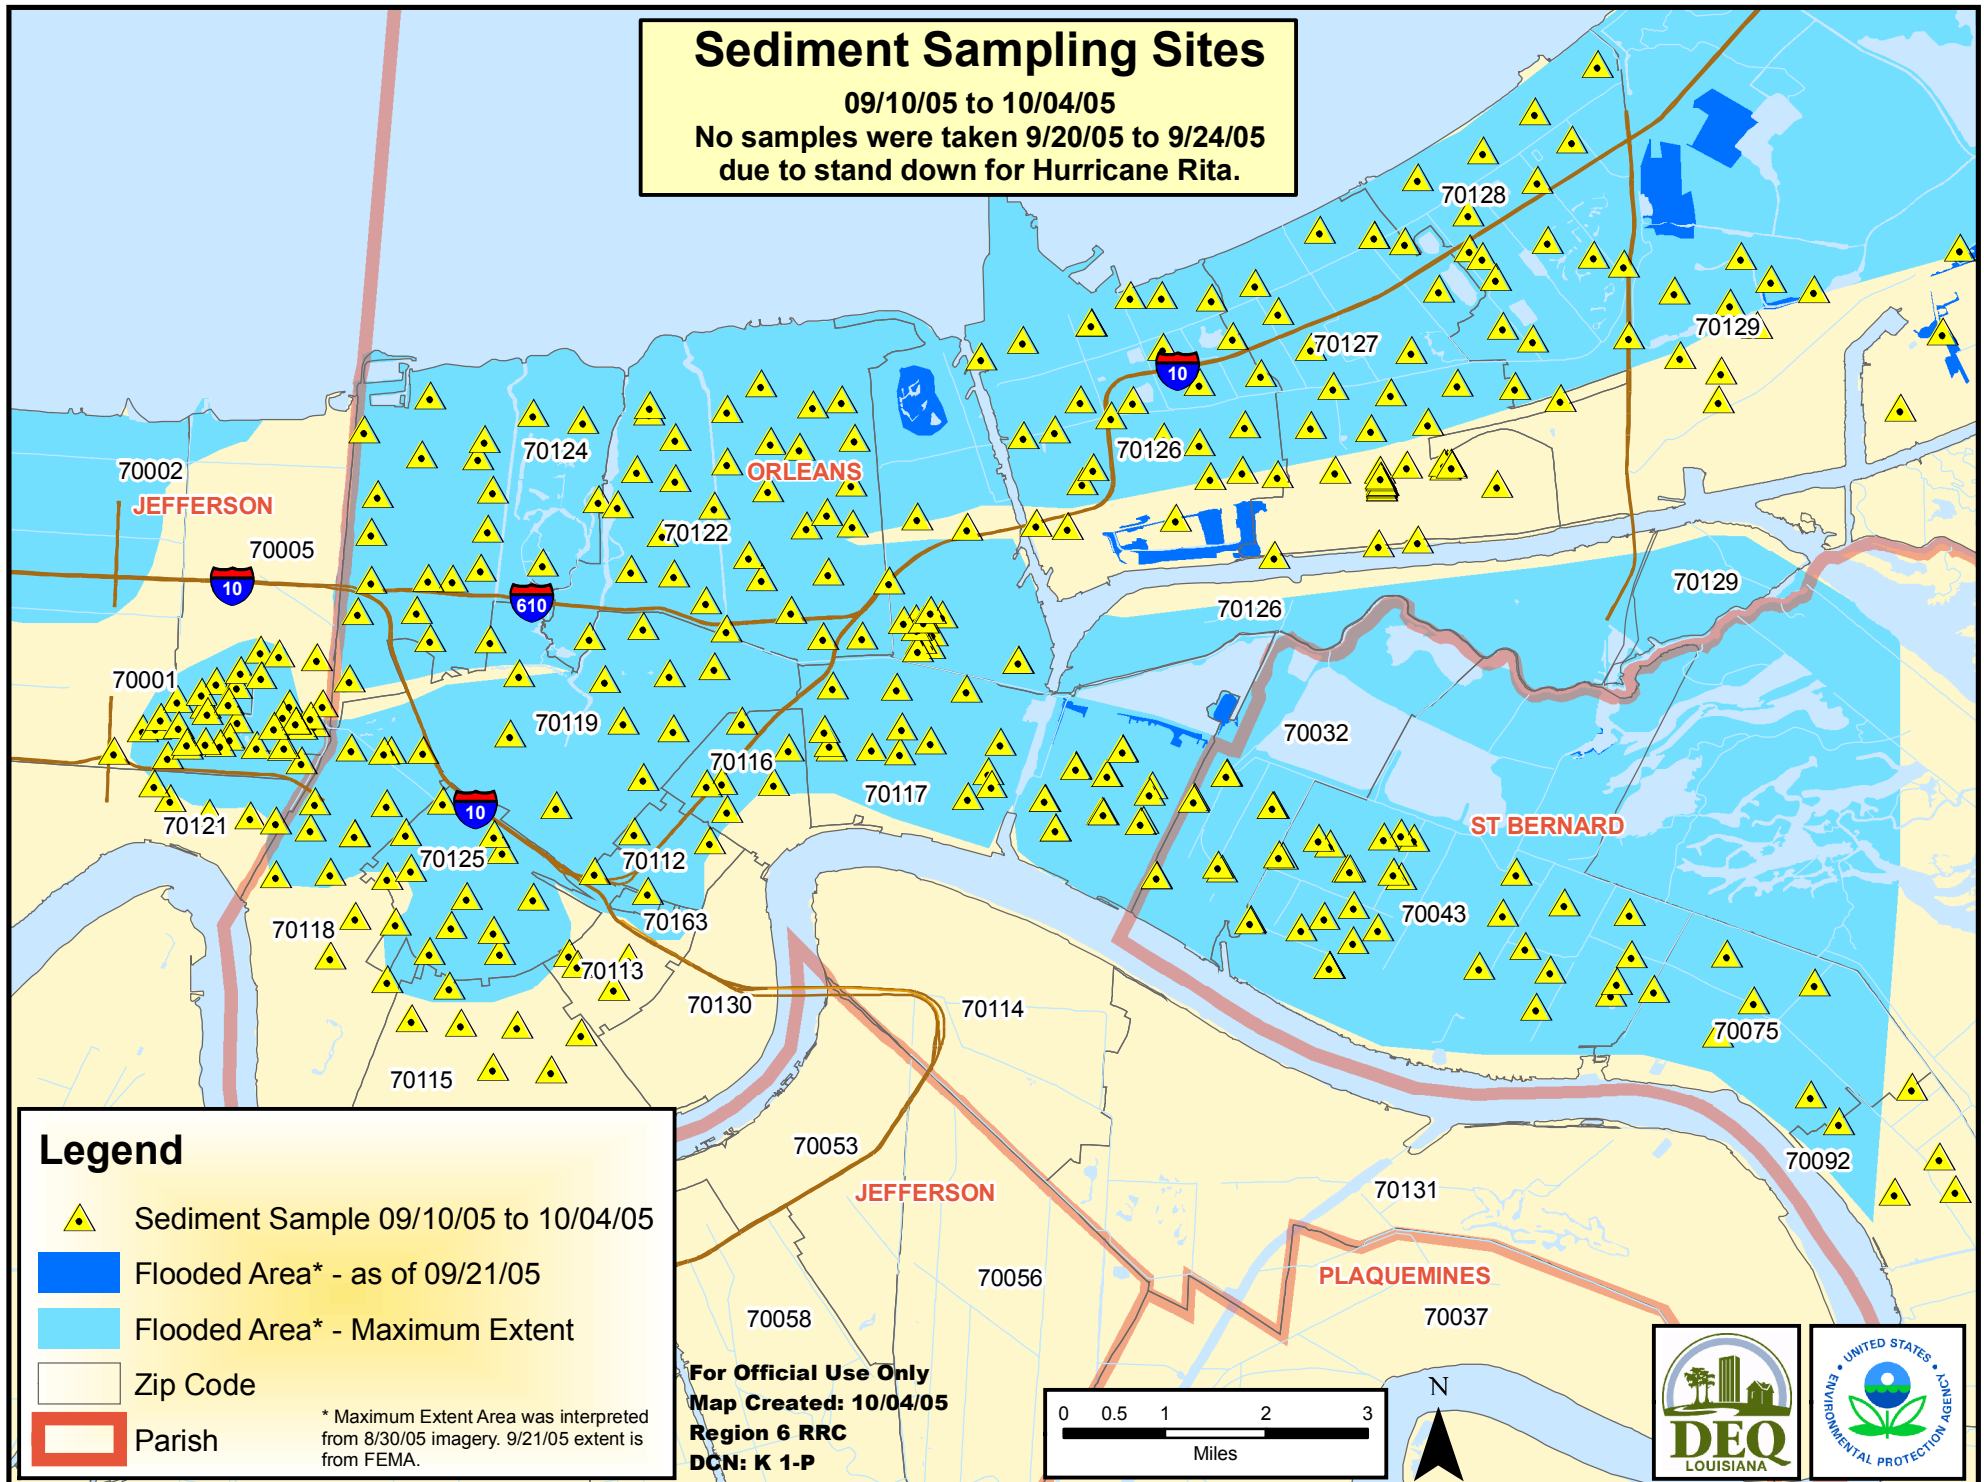 Sediment Sampling Sites
09/10/05 to 10/04/05
No samples were taken 9/20/05 to 9/24/05
due to stand down for Hurricane Rita.
70128
70129
70127
10
70126
70124
ORLEANS
70002
JEFFERSON
70122
70005
10
610
70126
70129
70001
70119
70032
70116
70117
70121
10
ST BERNARD
70125
70112
70043
70118
70163
70113
70130
70114
70075
70115
70053
70092
JEFFERSON
70131
70056
PLAQUEMINES
70058
70037
Legend
Sediment Sample 09/10/05 to 10/04/05
Flooded Area* - as of 09/21/05
Flooded Area* - Maximum Extent
Zip Code
Parish
* Maximum Extent Area was interpreted
from 8/30/05 imagery. 9/21/05 extent is
from FEMA.
For Official Use Only
Map Created: 10/04/05
Region 6 RRC
DCN: K 1-P
0 0.5 1 2 3
Miles
N
DEQ
LOUISIANA
UNITED STATES
ENVIRONMENTAL PROTECTION AGENCY